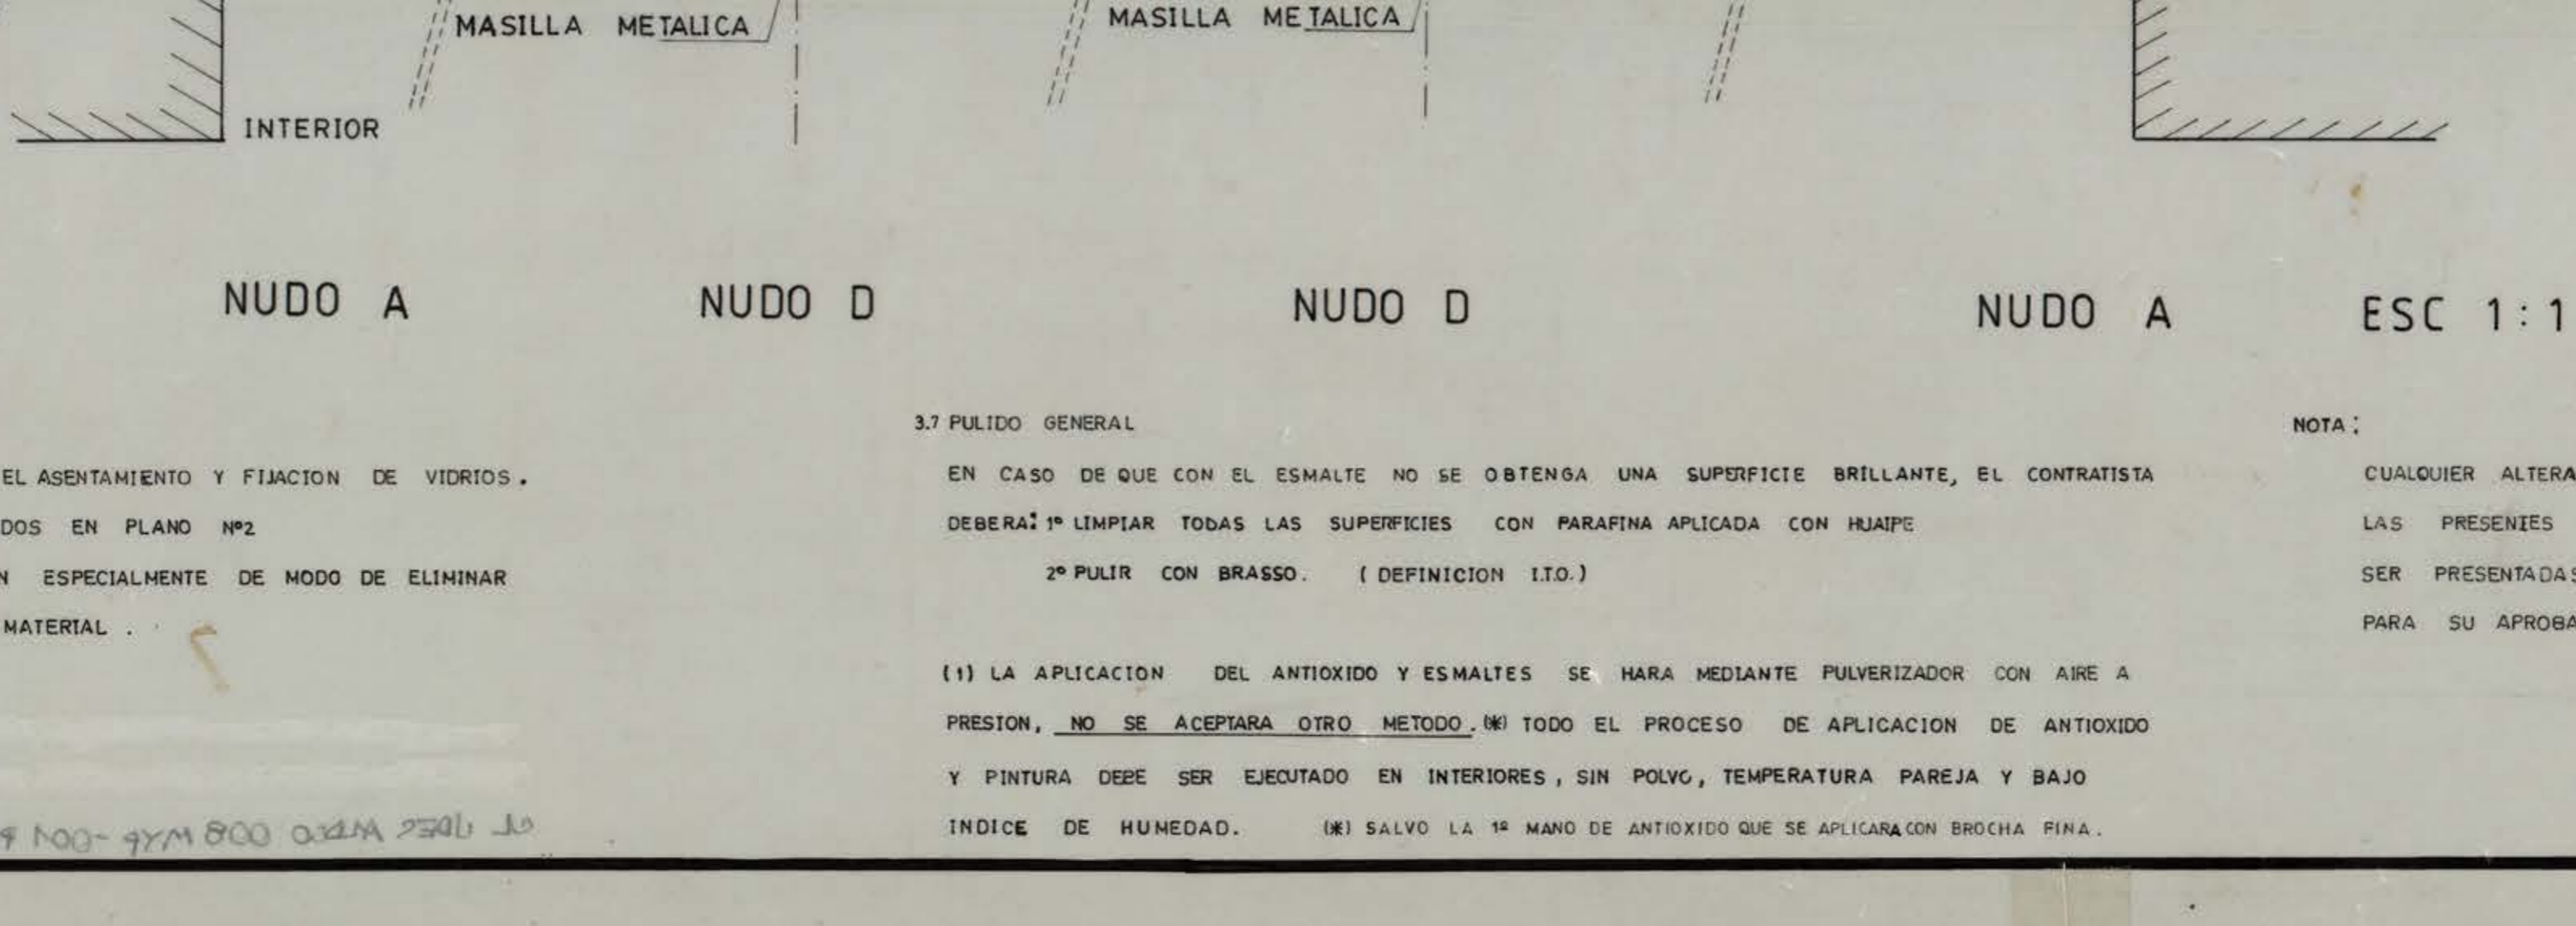 MASILLA METALICA
MASILLA METALICA
INTERIOR
NUDO A
NUDO D
NUDO D
NUDO A
ESC 1:1
EL ASENTAMIENTO Y FIJACION DE VIDRIOS.
DOS EN PLANO Nº2
N ESPECIALMENTE DE MODO DE ELIMINAR
MATERIAL .
3.7 PULIDO GENERAL
EN CASO DE QUE CON EL ESMALTE NO SE OBTENGA UNA SUPERFICIE BRILLANTE, EL CONTRATISTA
DEBERA: 1º LIMPIAR TODAS LAS SUPERFICIES CON PARAFINA APLICADA CON HUAIPE
2º PULIR CON BRASSO. (DEFINICION I.T.O.)
(1) LA APLICACION DEL ANTIOXIDO Y ESMALTES SE HARA MEDIANTE PULVERIZADOR CON AIRE A
PRESION, NO SE ACEPTARA OTRO METODO. (*) TODO EL PROCESO DE APLICACION DE ANTIOXIDO
Y PINTURA DEBE SER EJECUTADO EN INTERIORES, SIN POLVO, TEMPERATURA PAREJA Y BAJO
INDICE DE HUMEDAD. (*) SALVO LA 1ª MANO DE ANTIOXIDO QUE SE APLICARA CON BROCHA FINA.
NOTA:
CUALQUIER ALTERA
LAS PRESENTES
SER PRESENTADAS
PARA SU APROBA